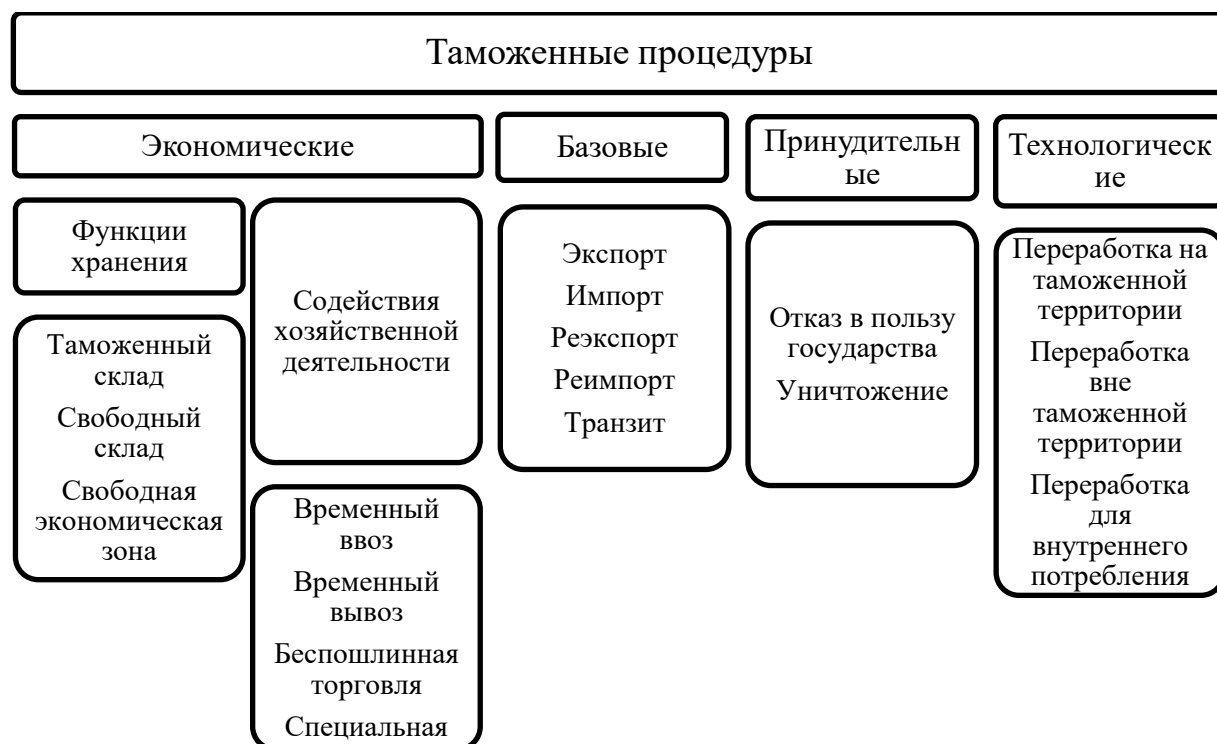 Таможенные процедуры
Экономические
Функции
хранения
Таможенный
склад
Свободный
склад
Свободная
экономическая
зона
Содействия
хозяйственной
деятельности
Временный
ввоз
Временный
вывоз
Беспошлинная
торговля
Специальная
Базовые
Экспорт
Импорт
Реэкспорт
Реимпорт
Транзит
Принудительн
ые
Отказ в пользу
государства
Уничтожение
Технологическ
ие
Переработка на
таможенной
территории
Переработка
вне
таможенной
территории
Переработка
для
внутреннего
потребления